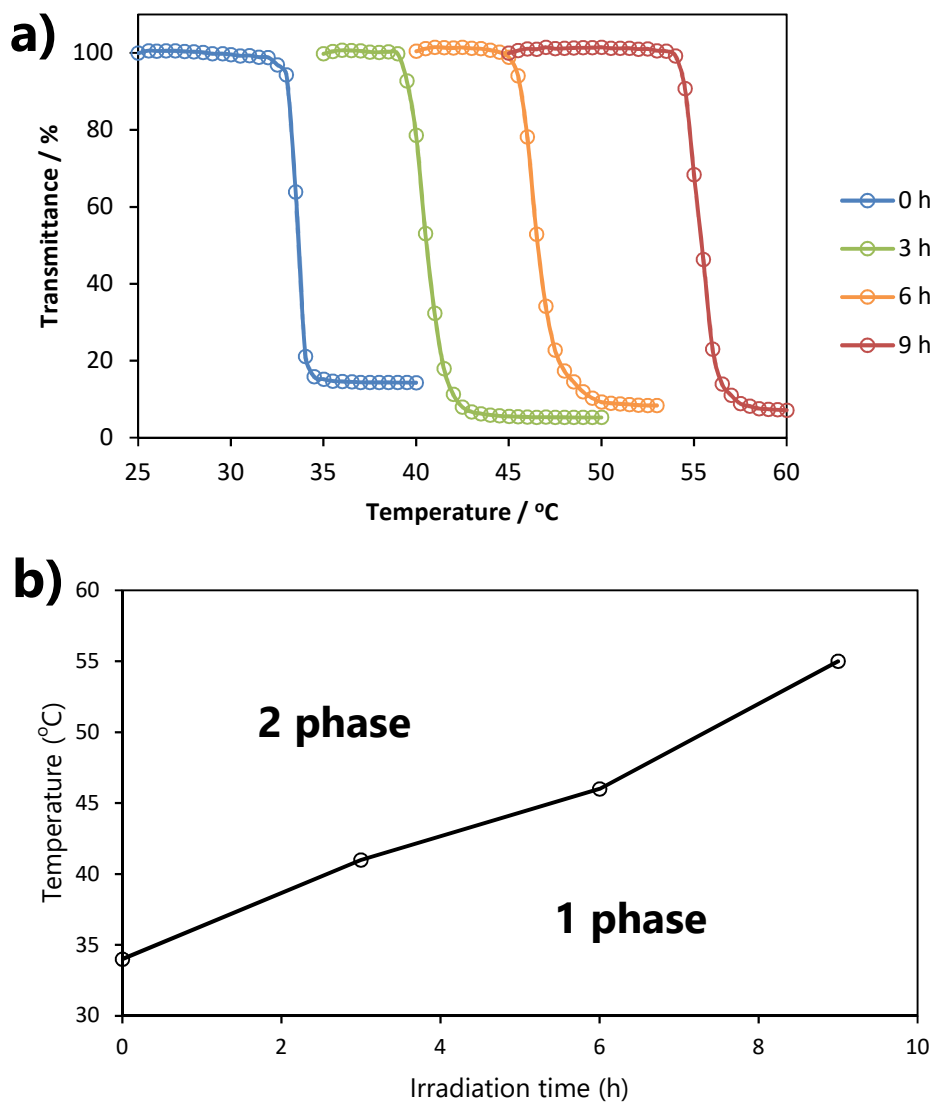 a)
Transmittance / %
100
80
60
40
20
0
25 30 35 40 45 50 55 60
Temperature / °C
0 h
3 h
6 h
9 h
b)
Temperature (°C)
60
55
50
45
40
35
30
2 phase
1 phase
0 2 4 6 8 10
Irradiation time (h)